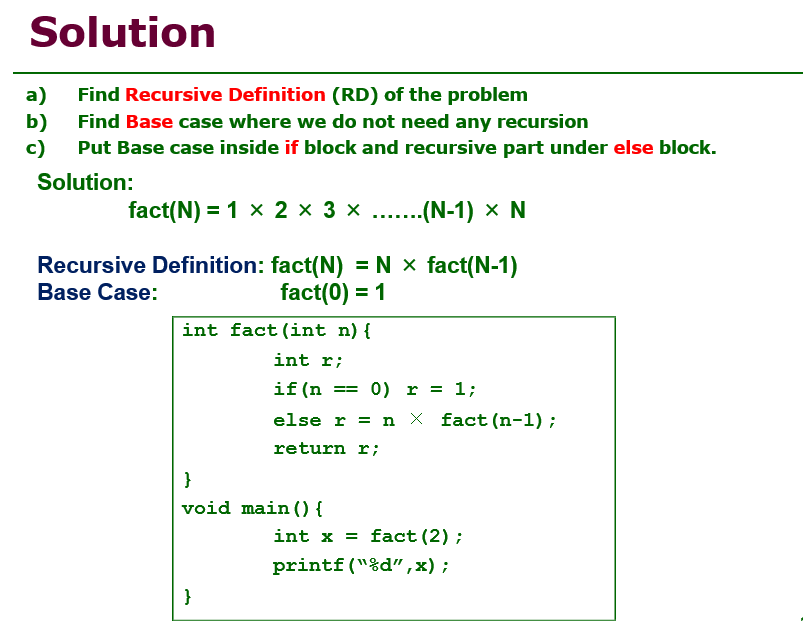 Solution
a) Find Recursive Definition (RD) of the problem
b) Find Base case where we do not need any recursion
c) Put Base case inside if block and recursive part under else block.
Solution:
fact(N) = 1 × 2 × 3 × …….(N-1) × N
Recursive Definition: fact(N) = N × fact(N-1)
Base Case: fact(0) = 1
int fact(int n){
int r;
if(n == 0) r = 1;
else r = n × fact(n-1);
return r;
}
void main(){
int x = fact(2);
printf(“%d”,x);
}